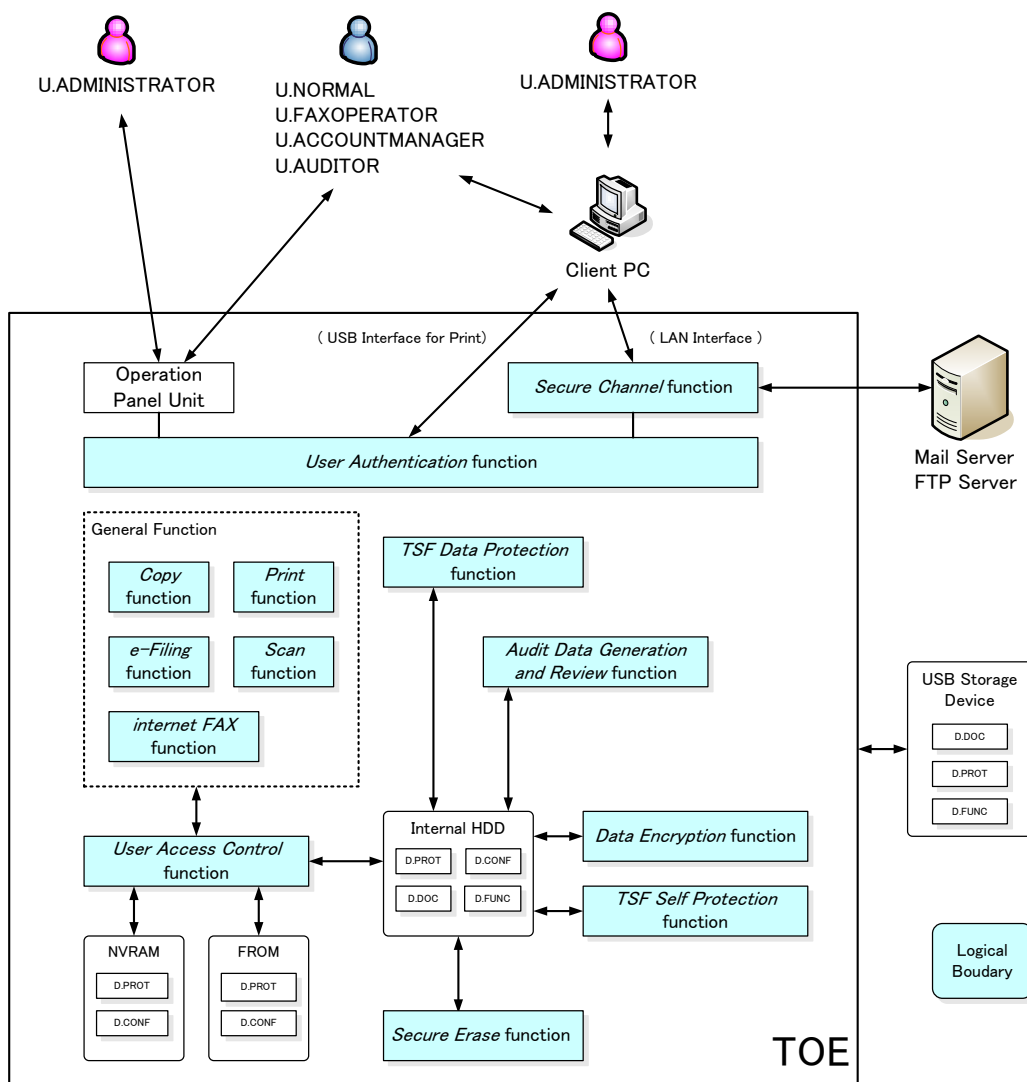 U.ADMINISTRATOR
U.NORMAL
U.FAXOPERATOR
U.ACCOUNTMANAGER
U.AUDITOR
U.ADMINISTRATOR
Client PC
( USB Interface for Print)
( LAN Interface )
Operation
Panel Unit
Secure Channel function
User Authentication function
Mail Server
FTP Server
General Function
Copy
function
Print
function
e-Filing
function
Scan
function
internet FAX
function
TSF Data Protection
function
Audit Data Generation
and Review function
USB Storage
Device
D.DOC
D.PROT
D.FUNC
User Access Control
function
Internal HDD
D.PROT
D.CONF
D.DOC
D.FUNC
Data Encryption function
TSF Self Protection
function
NVRAM
D.PROT
D.CONF
FROM
D.PROT
D.CONF
Secure Erase function
Logical
Boudary
TOE